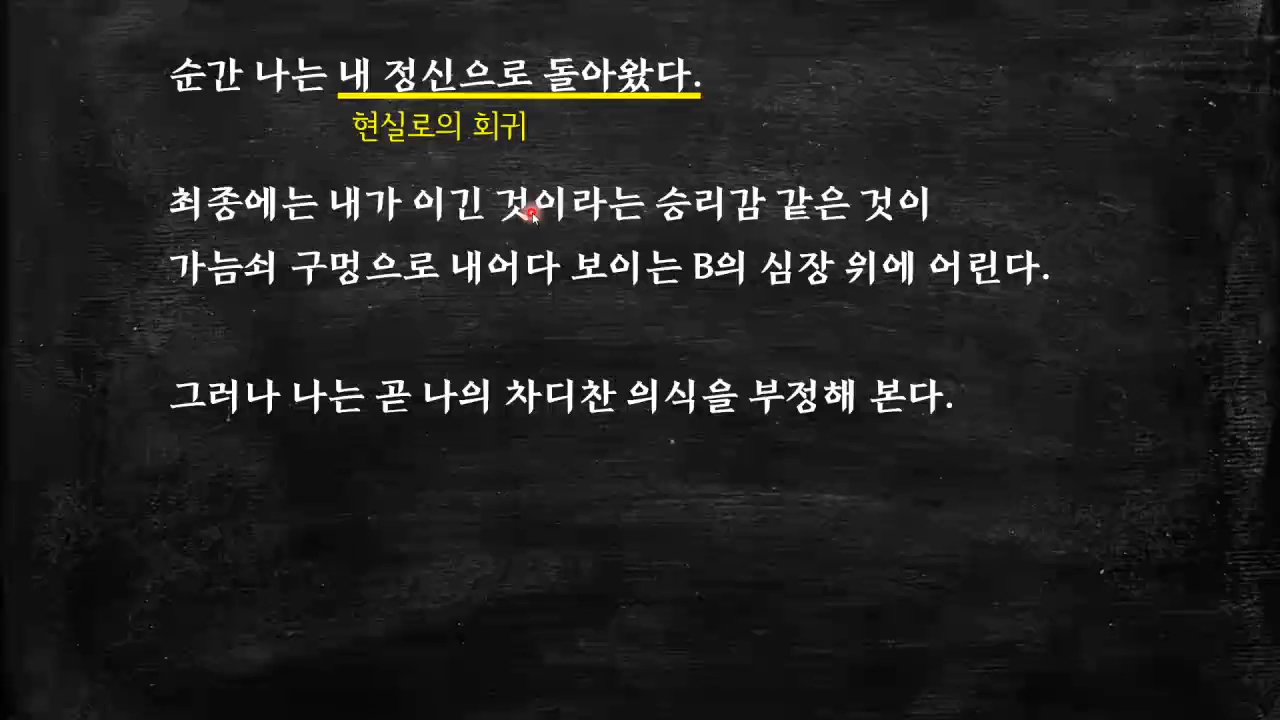 순간 나는 내 정신으로 돌아왔다.
현실로의 회귀
최종에는 내가 이긴 것이라는 승리감 같은 것이
가늠쇠 구멍으로 내어다 보이는 B의 심장 위에 어린다.
그러나 나는 곧 나의 차디찬 의식을 부정해 본다.